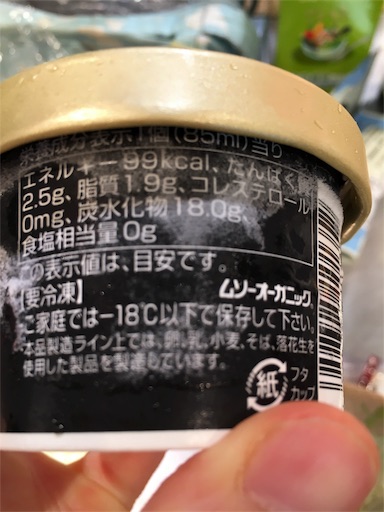 栄養成分表示1個(85ml)当り
エネルギー99kcal、たんぱく質
2.5g、脂質1.9g、コレステロール
0mg、炭水化物18.0g、
食塩相当量0g
この表示値は、目安です。
【要冷凍】 ムソーオーガニック
ご家庭では−18℃以下で保存して下さい。
本品製造ライン上では、卵、乳、小麦、そば、落花生を
使用した製品を製造しています。
紙 フタ
カップ